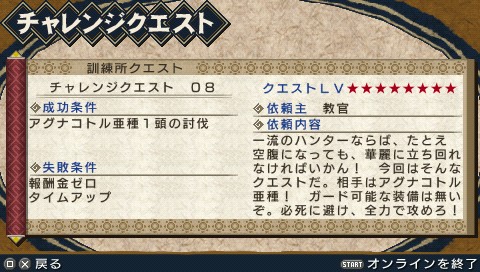 チャレンジクエスト
訓練所クエスト
チャレンジクエスト ０８
成功条件
アグナコトル亜種１頭の討伐
失敗条件
報酬金ゼロ
タイムアップ
クエストＬＶ★★★★★★★★
依頼主 教官
依頼内容
一流のハンターならば、たとえ
空腹になっても、華麗に立ち回れ
なければいかん！ 今回はそんな
クエストだ。相手はアグナコトル
亜種！ ガード可能な装備は無い
ぞ。必死に避け、全力で攻めろ！
戻る
START オンラインを終了